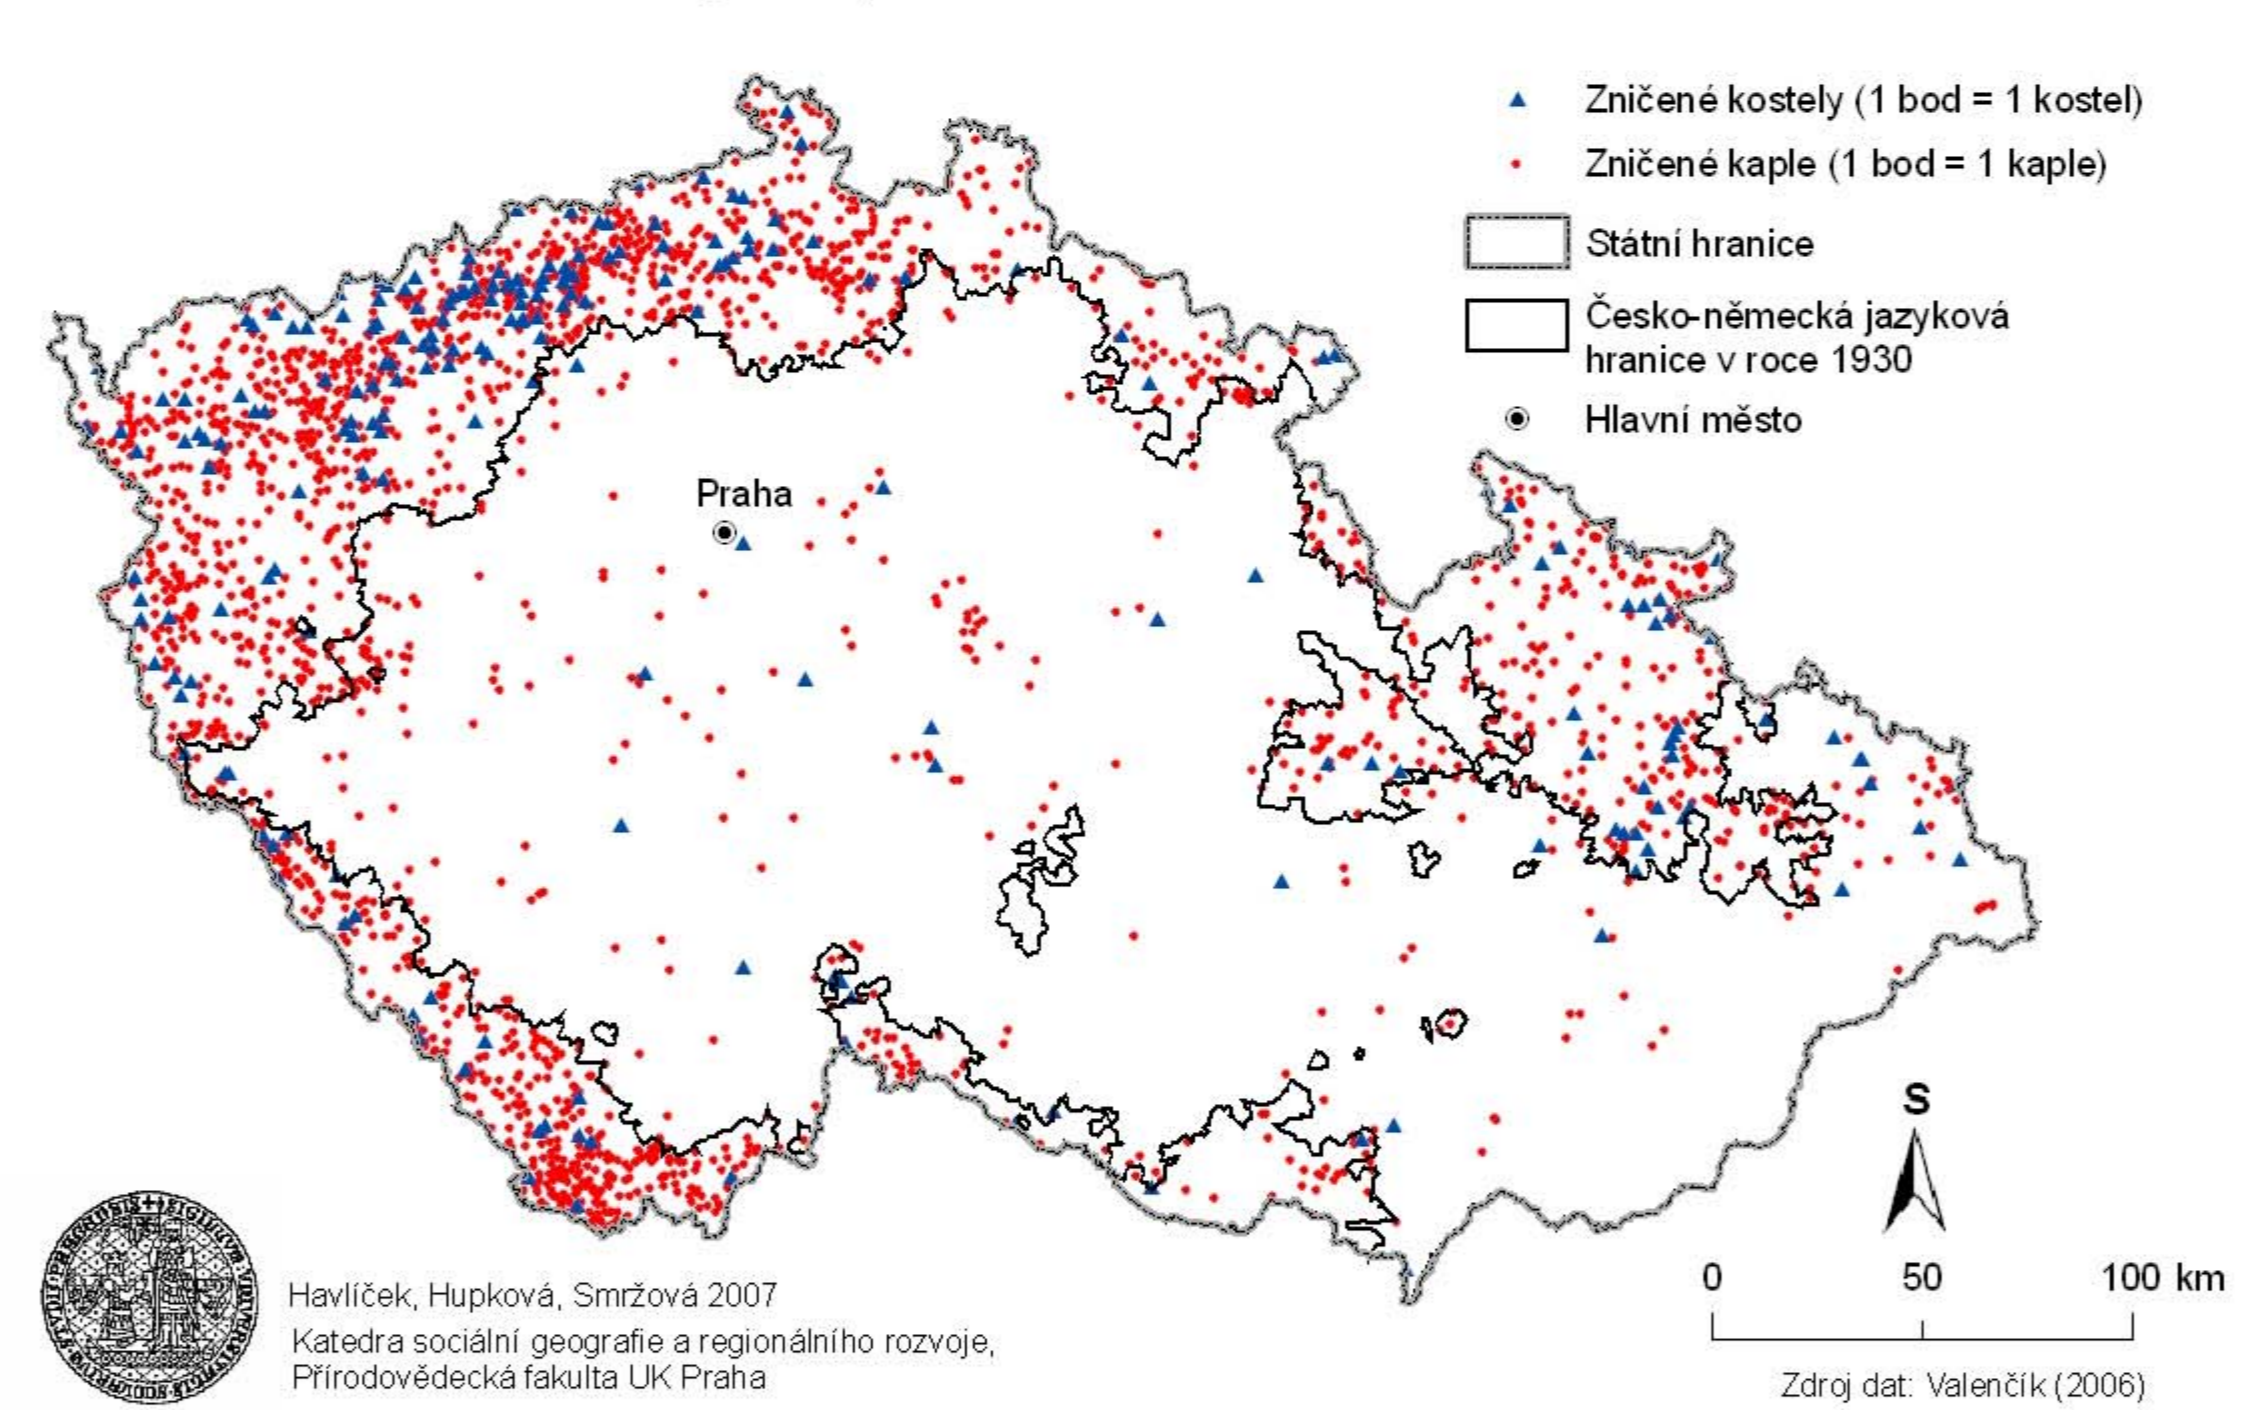 Zničené kostely (1 bod = 1 kostel)
Zničené kaple (1 bod = 1 kaple)
Státní hranice
Česko-německá jazyková
hranice v roce 1930
Hlavní město
Praha
S
0 50 100 km
Havlíček, Hupková, Smržová 2007
Katedra sociální geografie a regionálního rozvoje,
Přírodovědecká fakulta UK Praha
Zdroj dat: Valenčík (2006)